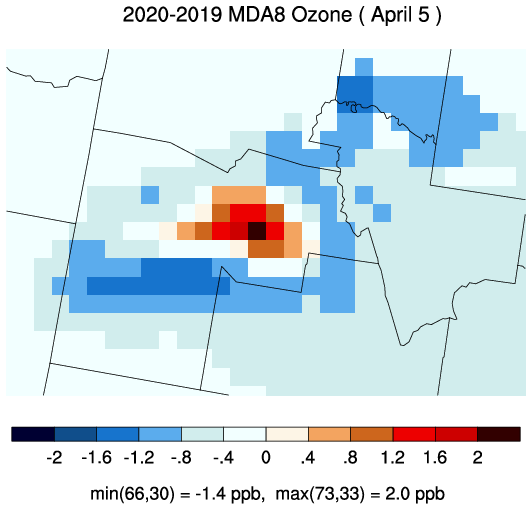 2020-2019 MDA8 Ozone ( April 5 )
-2 -1.6 -1.2 -.8 -.4 0 .4 .8 1.2 1.6 2
min(66,30) = -1.4 ppb, max(73,33) = 2.0 ppb